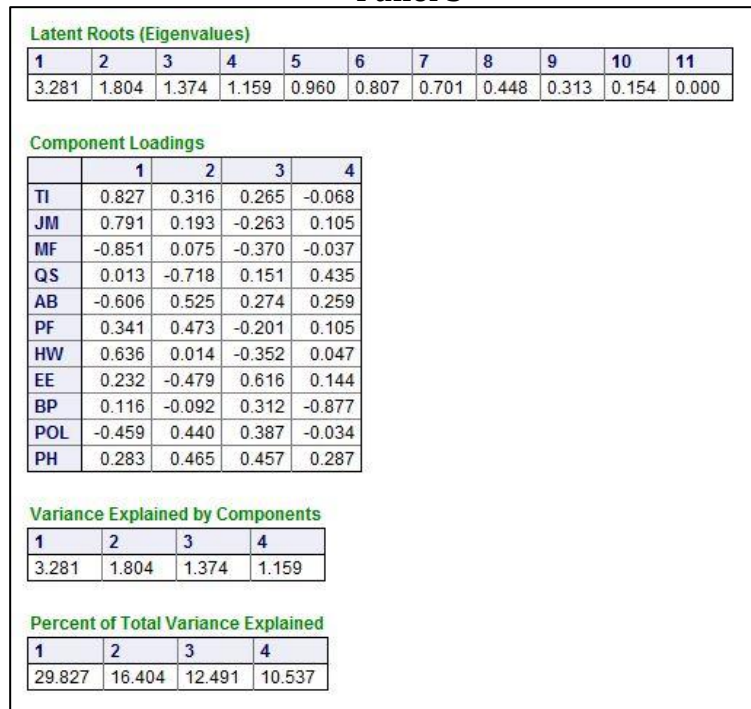 Latent Roots (Eigenvalues)
1 2 3 4 5 6 7 8 9 10 11
3.281 1.804 1.374 1.159 0.960 0.807 0.701 0.448 0.313 0.154 0.000
Component Loadings
1 2 3 4
TI 0.827 0.316 0.265 -0.068
JM 0.791 0.193 -0.263 0.105
MF -0.851 0.075 -0.370 -0.037
QS 0.013 -0.718 0.151 0.435
AB -0.606 0.525 0.274 0.259
PF 0.341 0.473 -0.201 0.105
HW 0.636 0.014 -0.352 0.047
EE 0.232 -0.479 0.616 0.144
BP 0.116 -0.092 0.312 -0.877
POL -0.459 0.440 0.387 -0.034
PH 0.283 0.465 0.457 0.287
Variance Explained by Components
1 2 3 4
3.281 1.804 1.374 1.159
Percent of Total Variance Explained
1 2 3 4
29.827 16.404 12.491 10.537